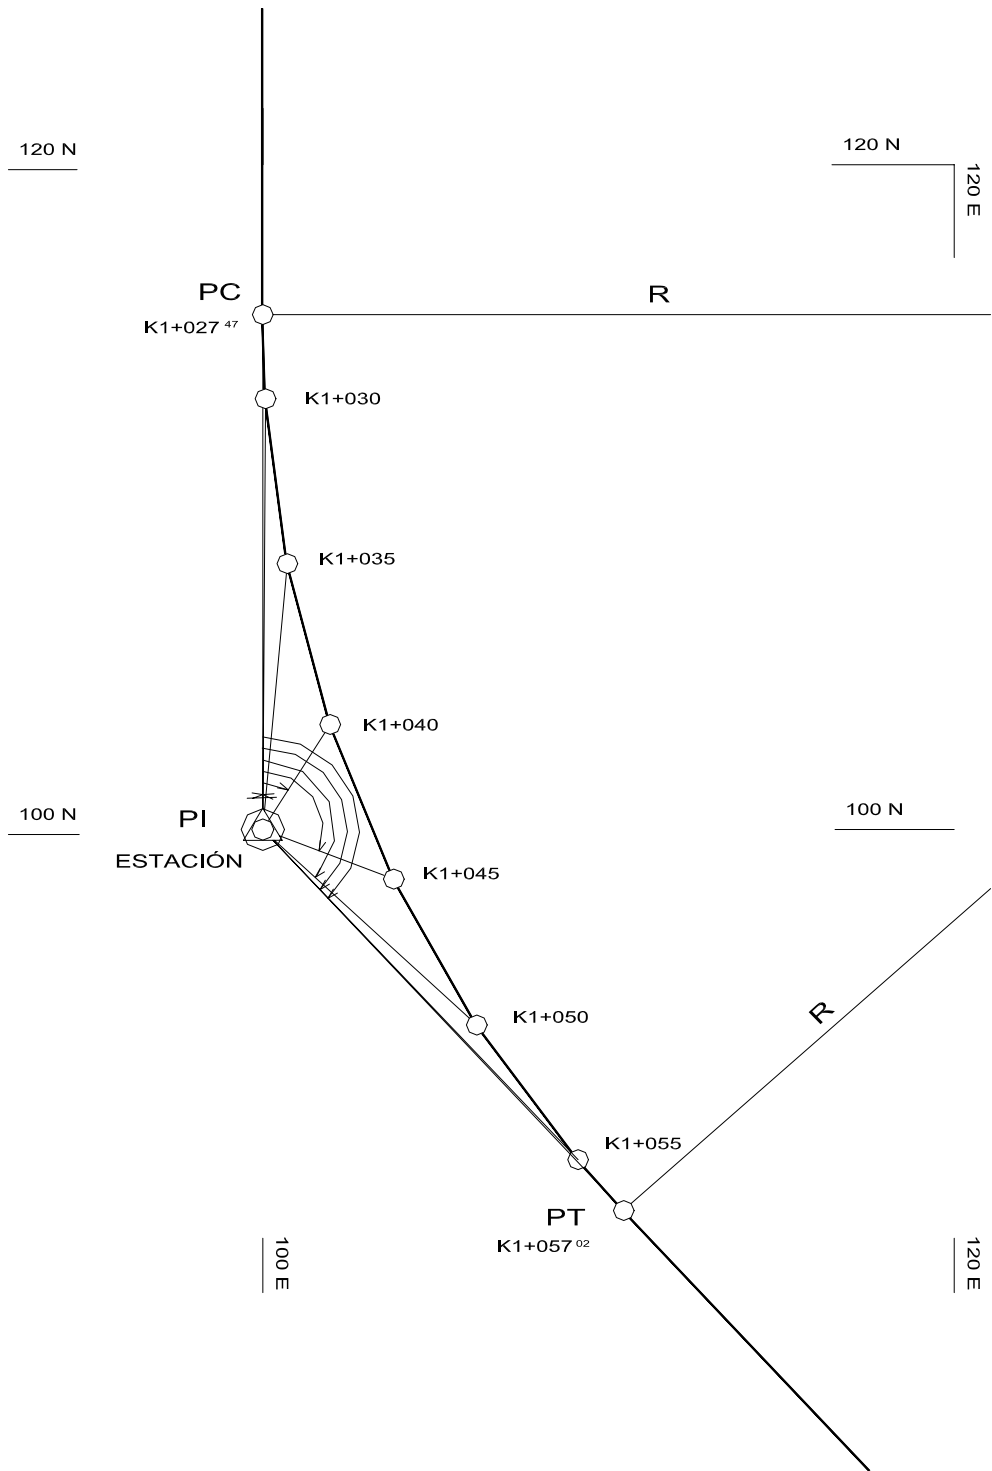 120 N
120 N
120 E
PC
R
K1+027 47
K1+030
K1+035
K1+040
100 N
100 N
PI
ESTACIÓN
K1+045
R
K1+050
K1+055
PT
K1+057 02
100 E
120 E